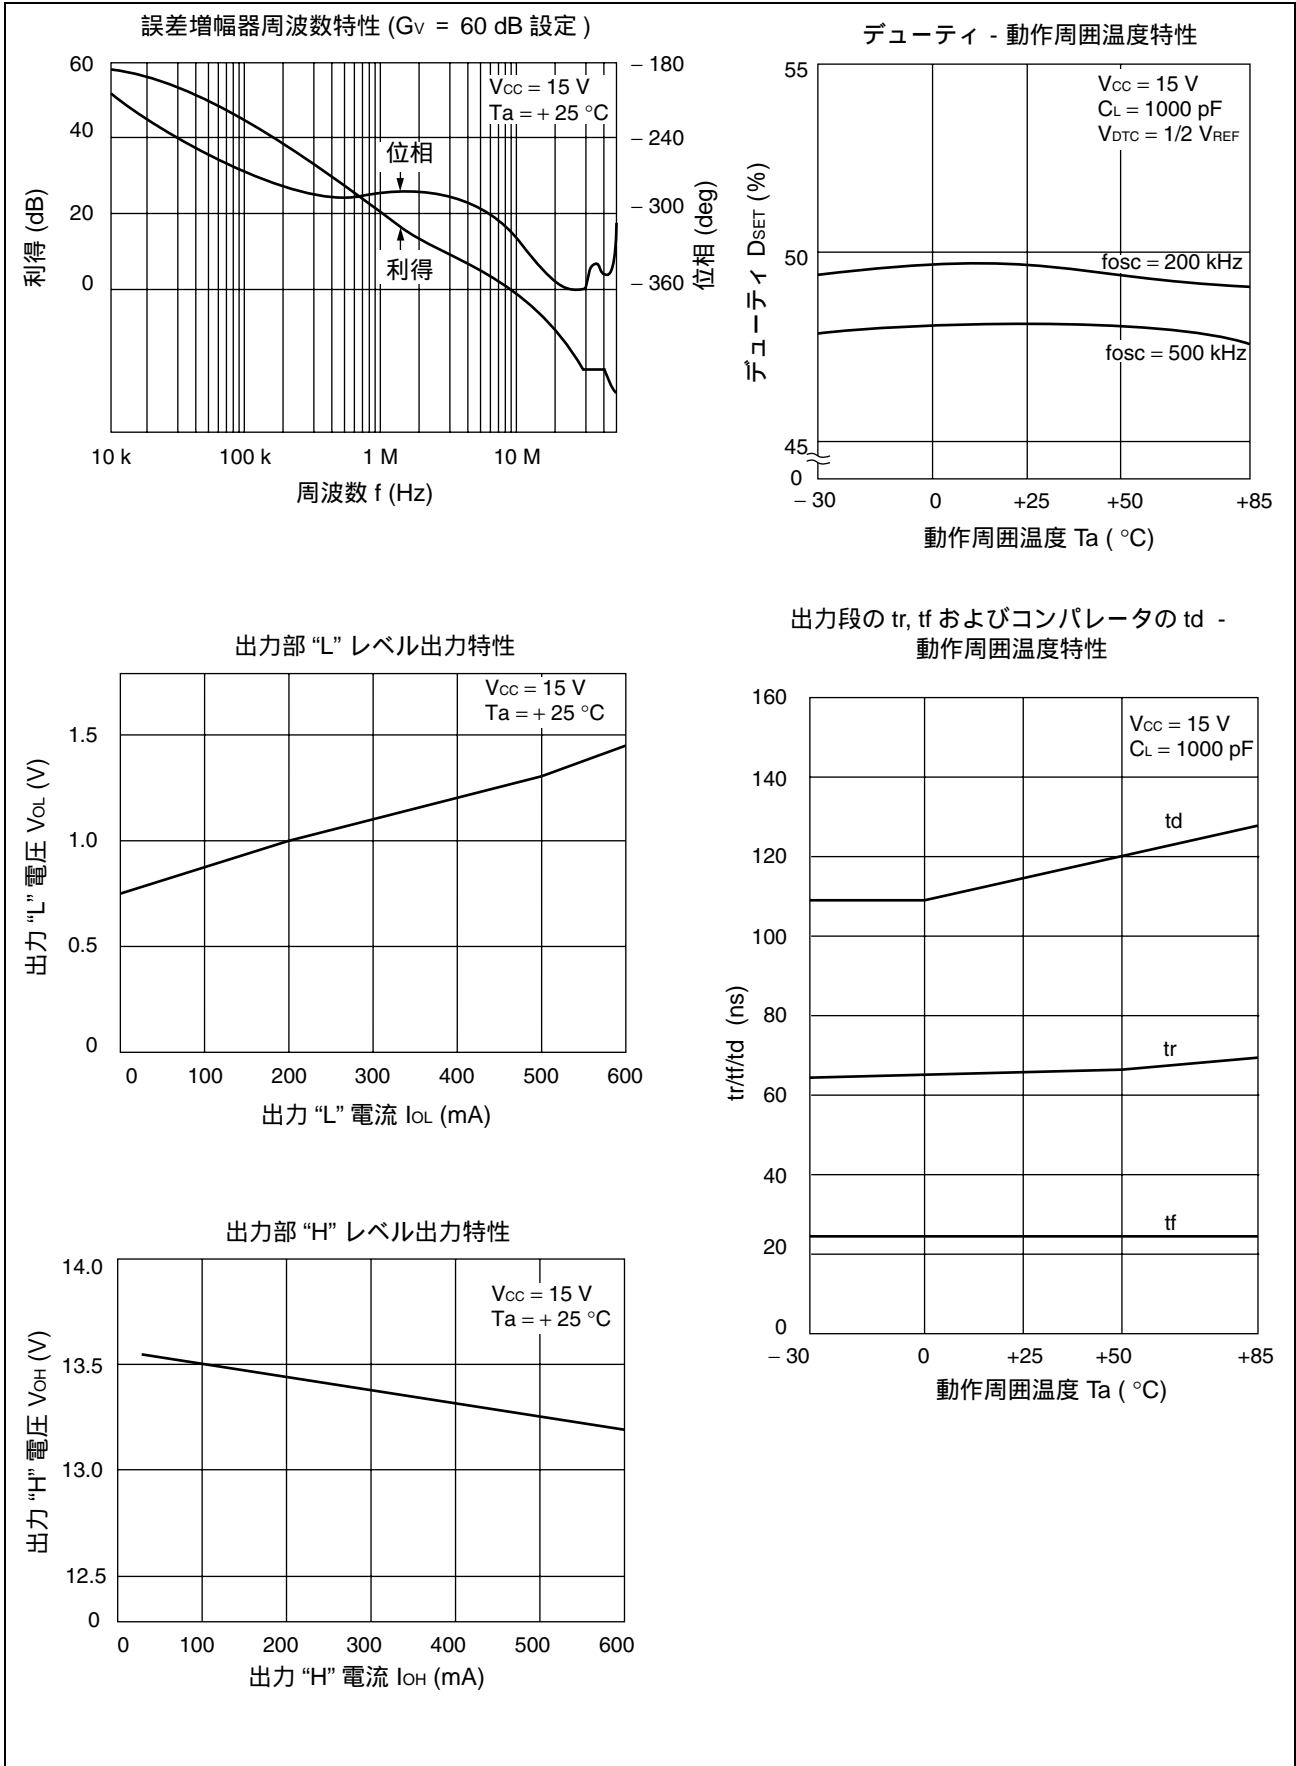 誤差増幅器周波数特性 (GV = 60 dB 設定 )
60
40
20
0
利得 (dB)
VCC = 15 V
Ta = + 25 °C
位相
利得
− 180
− 240
− 300
− 360
位相 (deg)
10 k 100 k 1 M 10 M
周波数 f (Hz)
デューティ - 動作周囲温度特性
55
50
45
0
デューティ DSET (%)
VCC = 15 V
CL = 1000 pF
VDTC = 1/2 VREF
fosc = 200 kHz
fosc = 500 kHz
− 30 0 +25 +50 +85
動作周囲温度 Ta ( °C)
出力部 “L” レベル出力特性
VCC = 15 V
Ta = + 25 °C
1.5
1.0
0.5
0
出力 “L” 電圧 VOL (V)
0 100 200 300 400 500 600
出力 “L” 電流 IOL (mA)
出力段の tr, tf およびコンパレータの td -
動作周囲温度特性
160
140
120
100
80
60
40
20
0
tr/tf/td (ns)
VCC = 15 V
CL = 1000 pF
td
tr
tf
− 30 0 +25 +50 +85
動作周囲温度 Ta ( °C)
出力部 “H” レベル出力特性
14.0
13.5
13.0
12.5
0
出力 “H” 電圧 VOH (V)
VCC = 15 V
Ta = + 25 °C
0 100 200 300 400 500 600
出力 “H” 電流 IOH (mA)